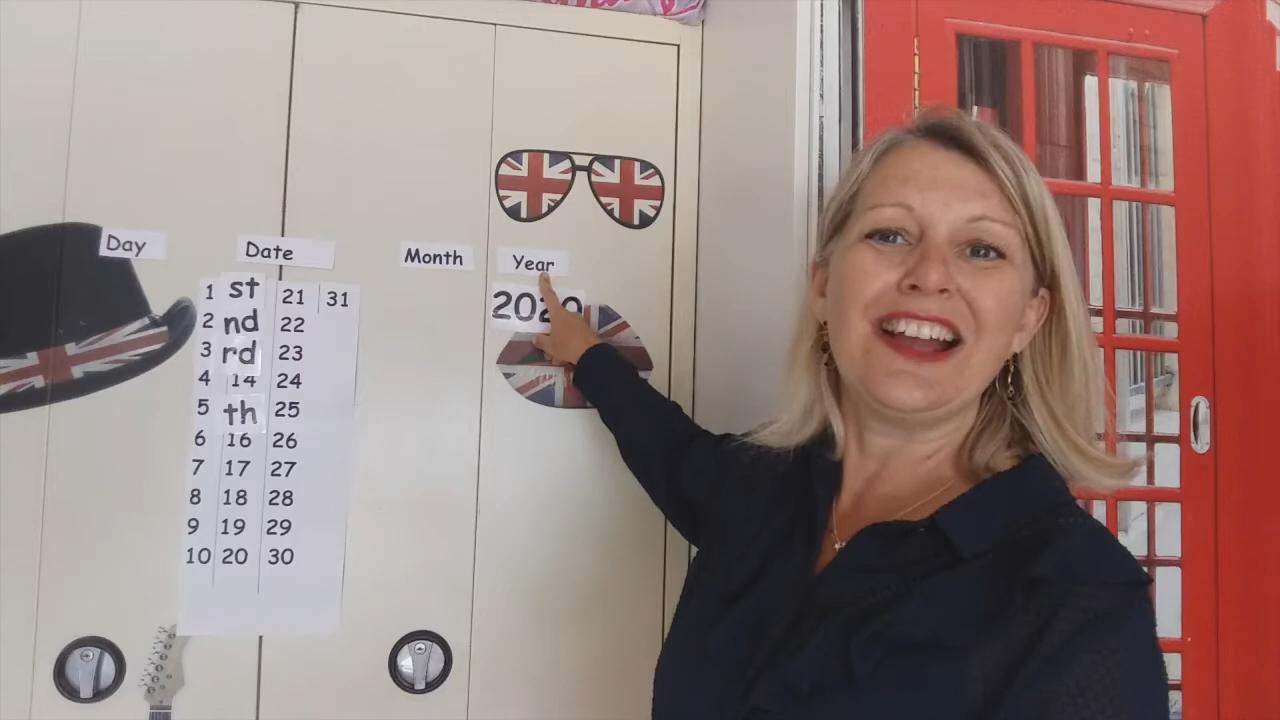 Day Date Month Year
2020
1 st 21 31
2 nd 22
3 rd 23
4 14 24
5 th 25
6 16 26
7 17 27
8 18 28
9 19 29
10 20 30